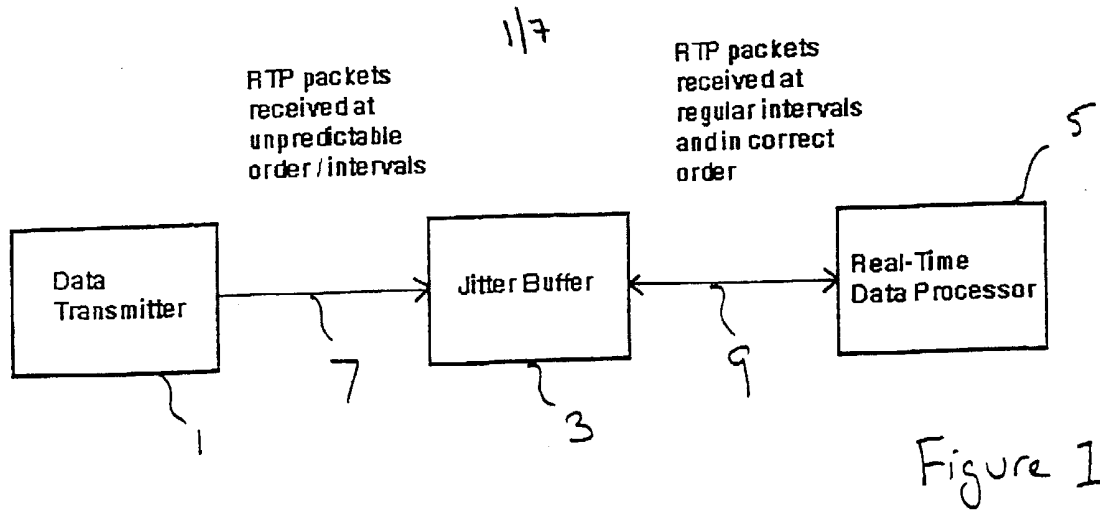 1/7
RTP packets
received at
unpredictable
order / intervals
RTP packets
received at
regular intervals
and in correct
order
5
Data
Transmitter
Jitter Buffer
Real-Time
Data Processor
7
9
1
3
Figure 1